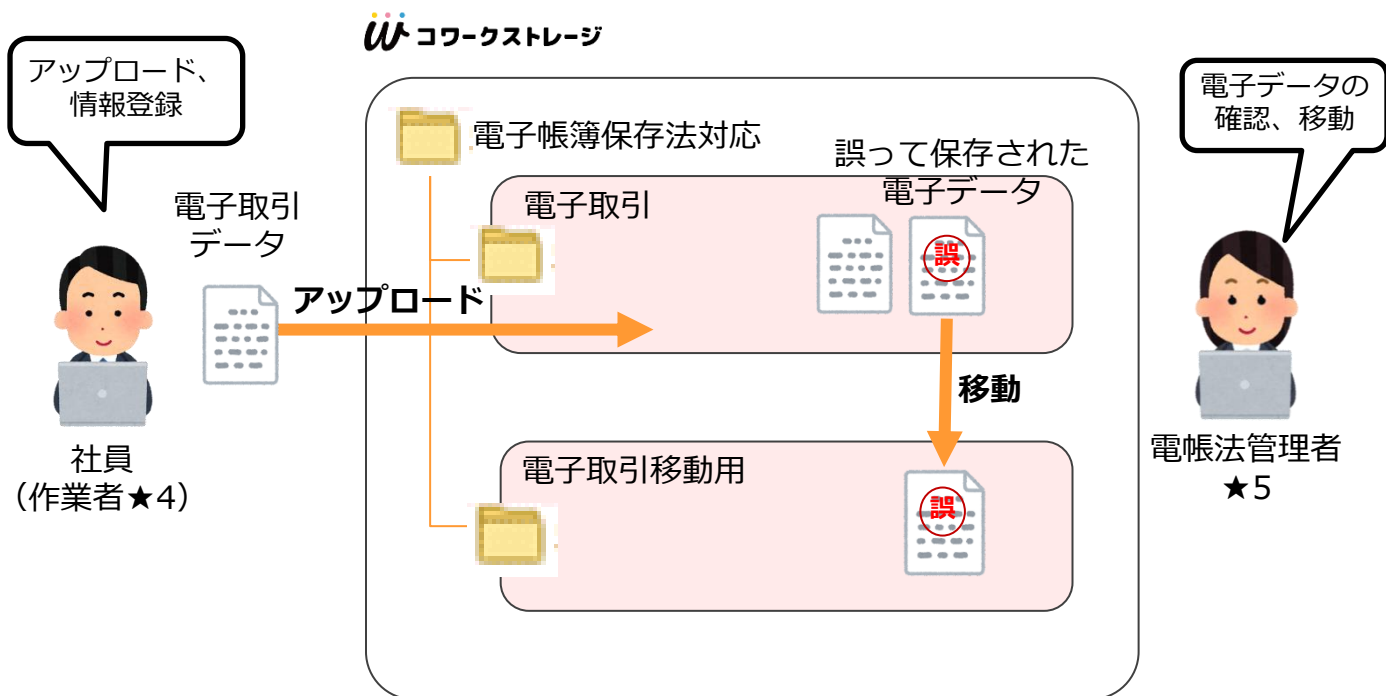 コワークストレージ
アップロード、
情報登録
電子データの
確認、移動
電子帳簿保存法対応
誤って保存された
電子データ
電子取引
データ
電子取引
誤
アップロード
移動
社員
（作業者★4）
電子取引移動用
誤
電帳法管理者
★5